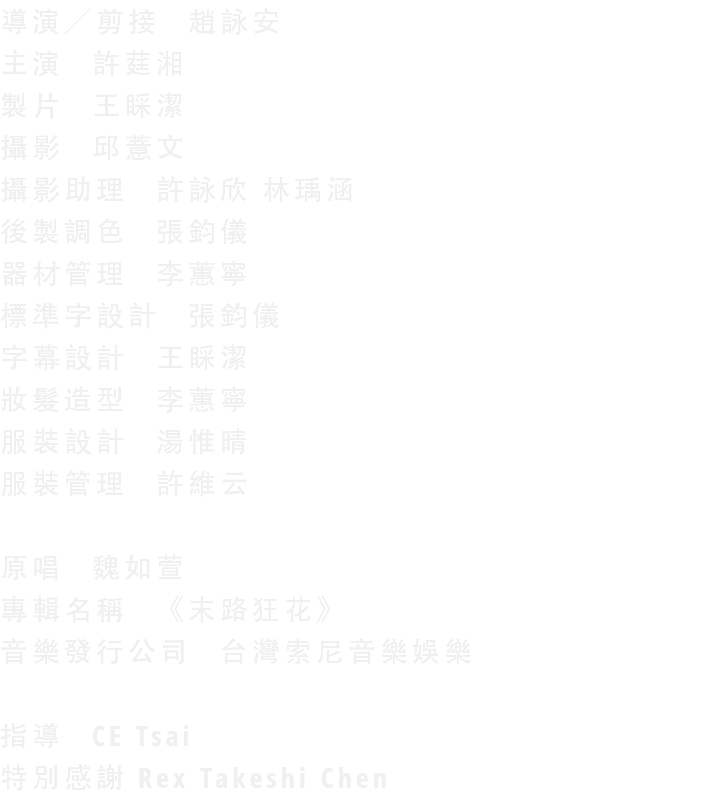 導演／剪接　趙詠安
主演　許莛湘
製片　王睬潔
攝影　邱薏文
攝影助理　許詠欣 林瑀涵
後製調色　張鈞儀
器材管理　李蕙寧
標準字設計　張鈞儀
字幕設計　王睬潔
妝髮造型　李蕙寧
服裝設計　湯惟晴
服裝管理　許維云
原唱　魏如萱
專輯名稱　《末路狂花》
音樂發行公司　台灣索尼音樂娛樂
指導　CE Tsai
特別感謝 Rex Takeshi Chen